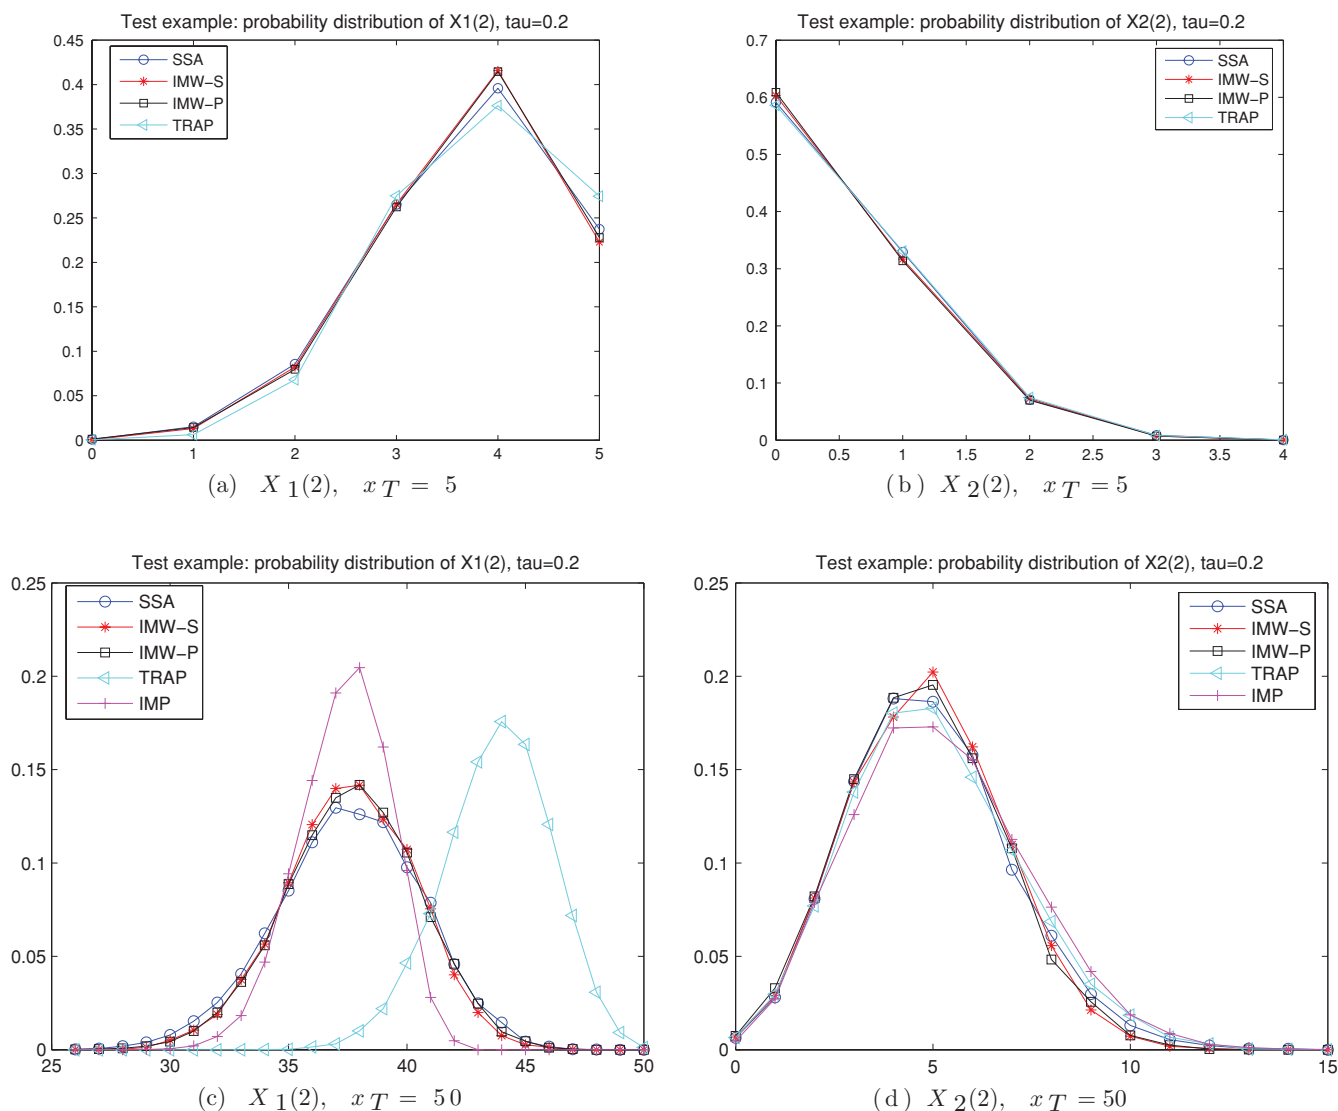 Test example: probability distribution of X1(2), tau=0.2
0.45
0.4
0.35
0.3
0.25
0.2
0.15
0.1
0.05
0
SSA
IMW-S
IMW-P
TRAP
0 1 2 3 4 5
(a) X 1(2), x T = 5
Test example: probability distribution of X2(2), tau=0.2
0.7
0.6
0.5
0.4
0.3
0.2
0.1
0
SSA
IMW-S
IMW-P
TRAP
0 0.5 1 1.5 2 2.5 3 3.5 4
(b) X 2(2), x T = 5
Test example: probability distribution of X1(2), tau=0.2
0.25
0.2
0.15
0.1
0.05
0
SSA
IMW-S
IMW-P
TRAP
IMP
25 30 35 40 45 50
(c) X 1(2), x T = 50
Test example: probability distribution of X2(2), tau=0.2
0.25
0.2
0.15
0.1
0.05
0
SSA
IMW-S
IMW-P
TRAP
IMP
0 5 10 15
(d) X 2(2), x T = 50